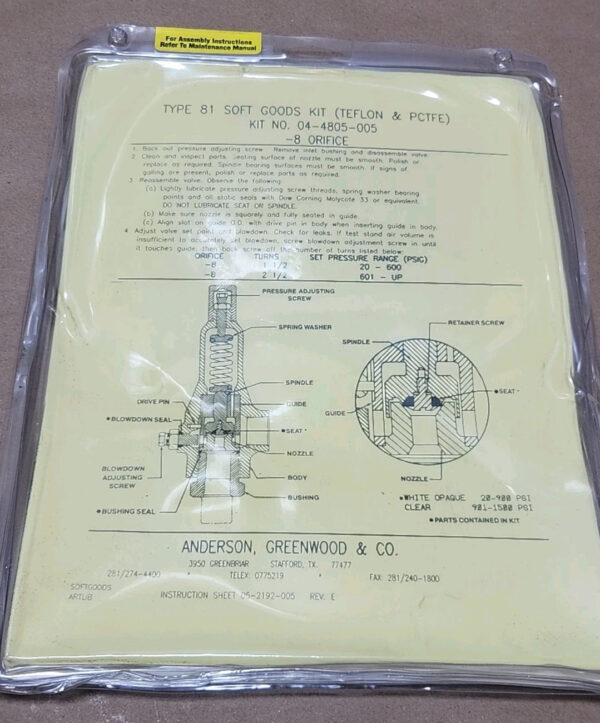 For Assembly Instructions
Refer To Maintenance Manual
TYPE 81 SOFT GOODS KIT (TEFLON & PCTFE)
KIT NO. 04-4805-005
-8 ORIFICE
1. Back out pressure adjusting screw. Remove inlet bushing and disassemble valve.
2. Clean and inspect parts. Seating surface of nozzle must be smooth. Polish or
replace as required. Spindle bearing surfaces must be smooth. If signs of
galling are present, polish or replace parts as required.
3. Reassemble valve. Observe the following:
(a) Lightly lubricate pressure adjusting screw threads, spring washer bearing
points and all static seals with Dow Corning Molycote 33 or equivalent.
DO NOT LUBRICATE SEAT OR SPINDLE.
(b) Make sure nozzle is squarely and fully seated in guide.
(c) Align slot on guide O.D. with drive pin in body when inserting guide in body.
4. Adjust valve set point and blowdown. Check for leaks. If test stand air volume is
insufficient to accurately set blowdown, screw blowdown adjustment screw in until
it touches guide, then back screw off the number of turns listed below:
ORIFICE TURNS SET PRESSURE RANGE (PSIG)
-8 1 1/2 20 - 600
-8 2 1/2 601 - UP
PRESSURE ADJUSTING
SCREW
SPRING WASHER
SPINDLE
GUIDE
DRIVE PIN
*BLOWDOWN SEAL
*SEAT*
NOZZLE
BLOWDOWN
ADJUSTING
SCREW
BODY
BUSHING
*BUSHING SEAL
RETAINER SCREW
SPINDLE
*SEAT*
GUIDE
NOZZLE
*WHITE OPAQUE 20-900 PSI
CLEAR 901-1500 PSI
*PARTS CONTAINED IN KIT
ANDERSON, GREENWOOD & CO.
3950 GREENBRIAR STAFFORD, TX. 77477
281/274-4400 * TELEX: 0775219 * FAX: 281/240-1800
SOFTGOODS
ARTLIB
INSTRUCTION SHEET 05-2192-005 REV. E